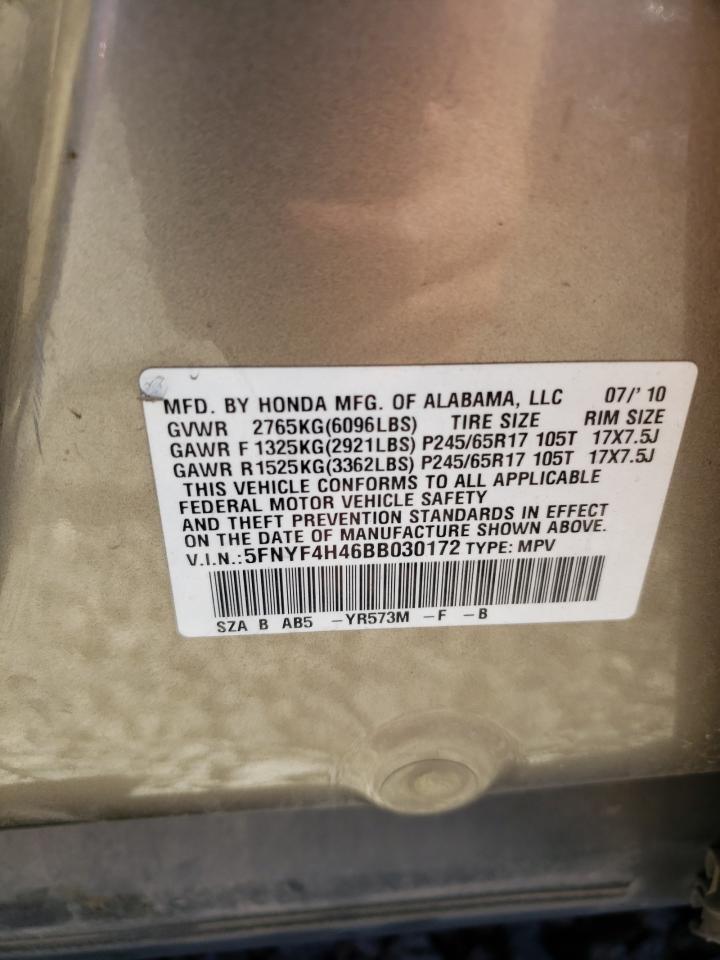 MFD. BY HONDA MFG. OF ALABAMA, LLC 07/'10
GVWR 2765KG(6096LBS) TIRE SIZE RIM SIZE
GAWR F 1325KG(2921LBS) P245/65R17 105T 17X7.5J
GAWR R 1525KG(3362LBS) P245/65R17 105T 17X7.5J
THIS VEHICLE CONFORMS TO ALL APPLICABLE
FEDERAL MOTOR VEHICLE SAFETY
AND THEFT PREVENTION STANDARDS IN EFFECT
ON THE DATE OF MANUFACTURE SHOWN ABOVE.
V.I.N.:5FNYF4H46BB030172 TYPE: MPV
SZA B AB5 -YR573M -F -B